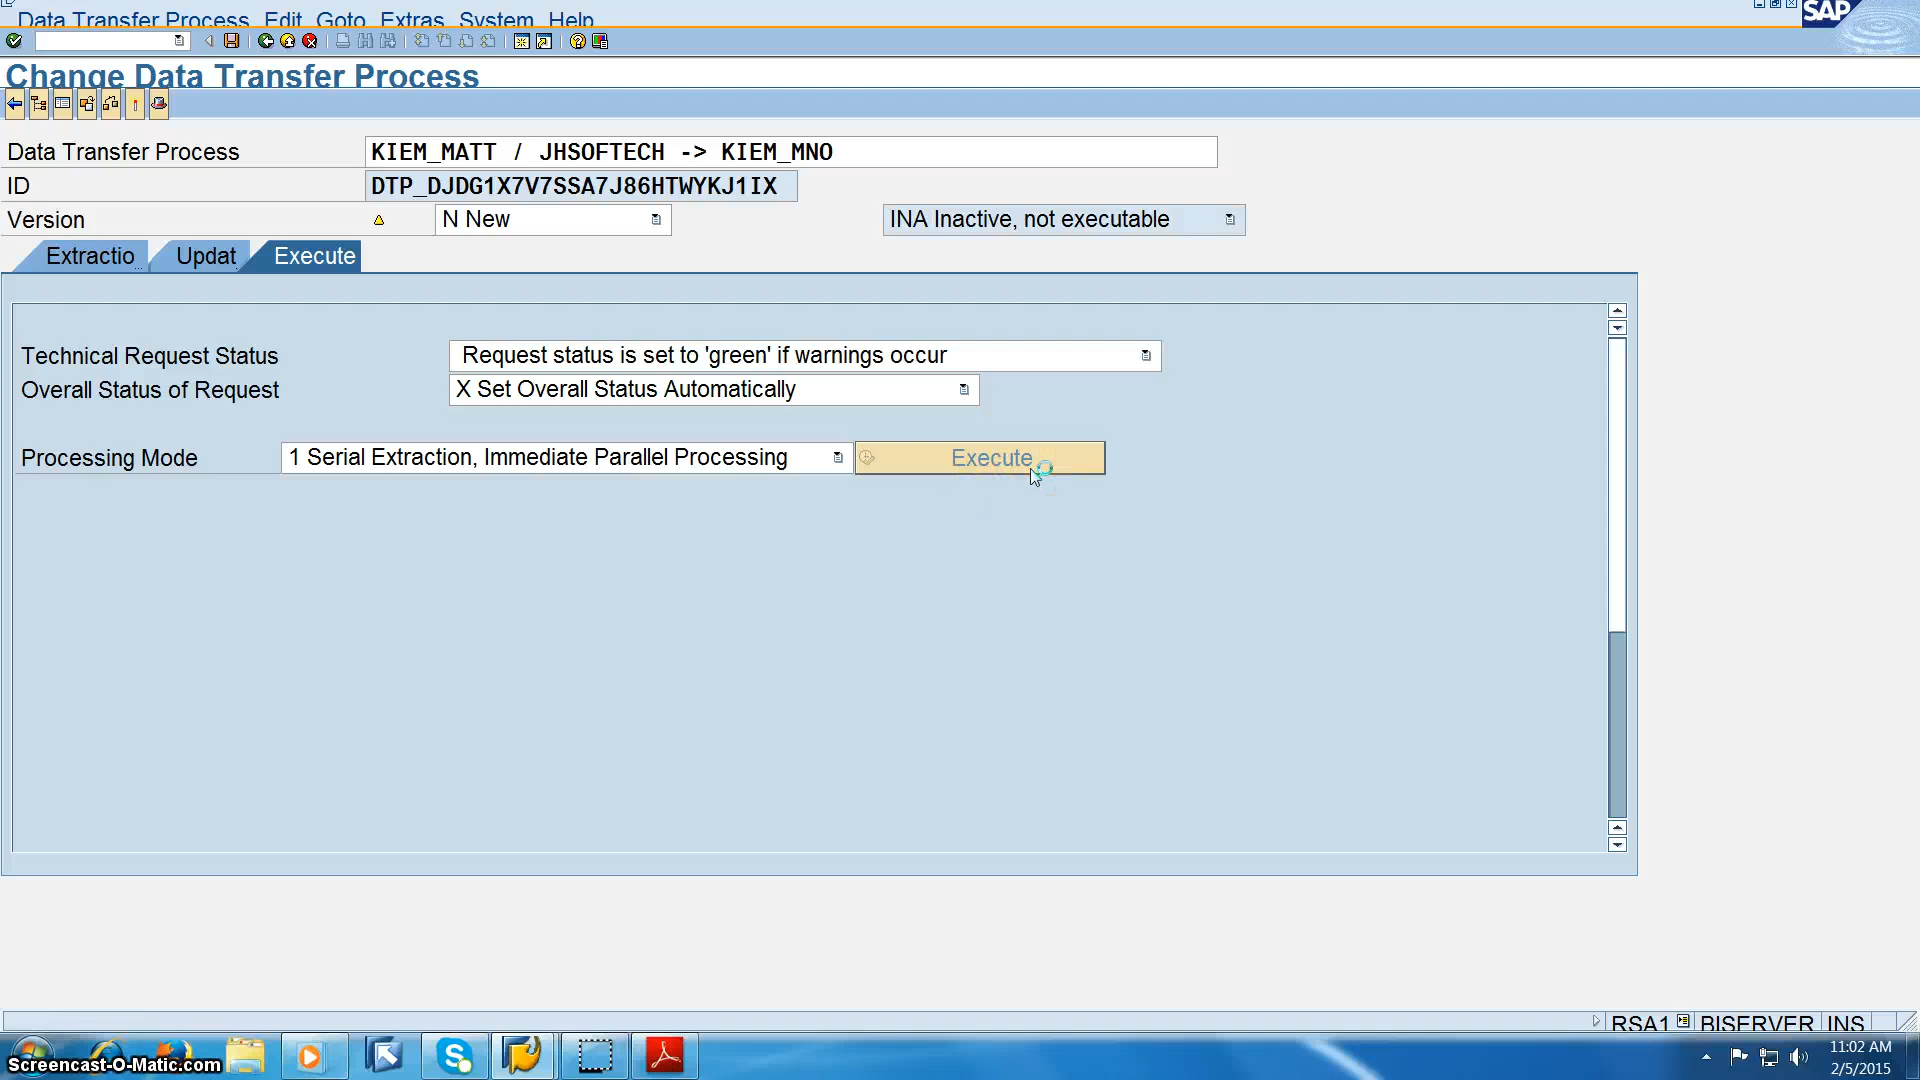 Data Transfer Process Edit Goto Extras System Help
SAP
Change Data Transfer Process
Data Transfer Process KIEM_MATT / JHSOFTECH -> KIEM_MNO
ID DTP_DJDG1X7V7SSA7J86HTWYKJ1IX
Version N New INA Inactive, not executable
Extractio Updat Execute
Technical Request Status Request status is set to 'green' if warnings occur
Overall Status of Request X Set Overall Status Automatically
Processing Mode 1 Serial Extraction, Immediate Parallel Processing Execute
RSA1 BISERVER INS
Screencast-O-Matic.com
11:02 AM
2/5/2015